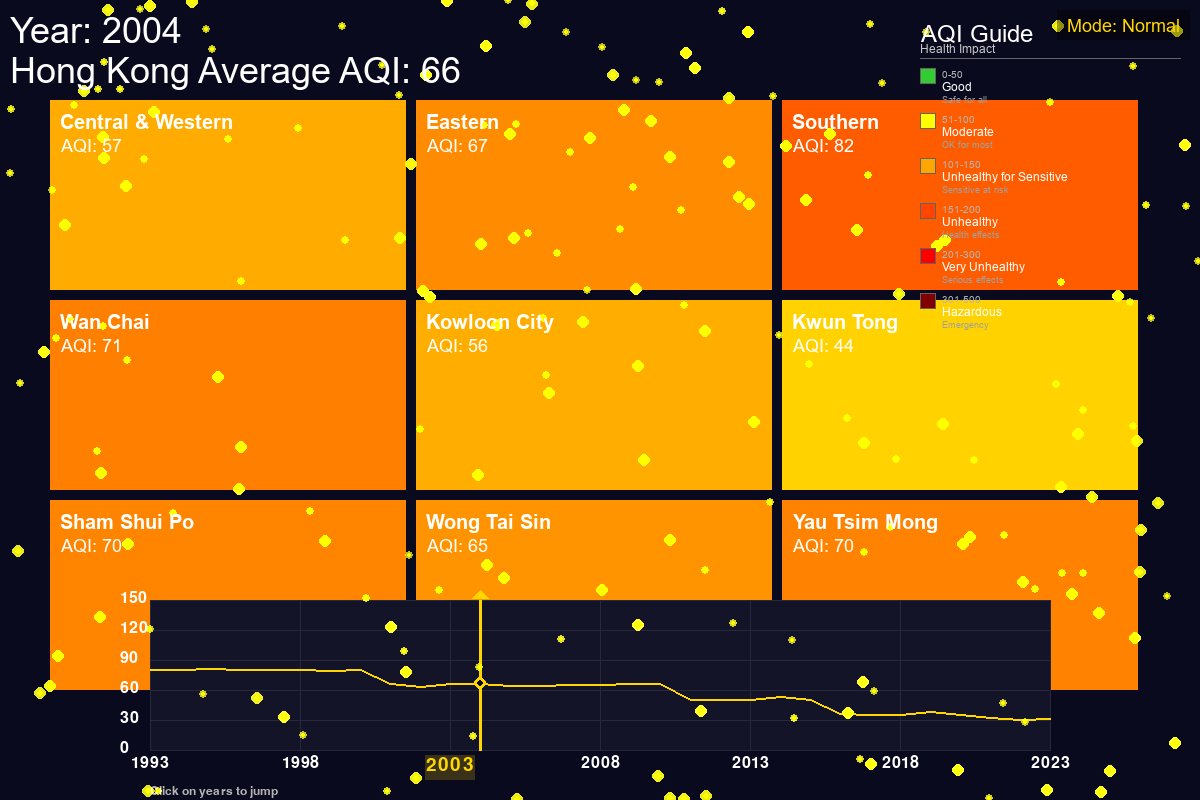 Year: 2004
Hong Kong Average AQI: 66
Mode: Normal
AQI Guide
Health Impact
0-50
Good
Safe for all
51-100
Moderate
OK for most
101-150
Unhealthy for Sensitive
Sensitive at risk
151-200
Unhealthy
Health effects
201-300
Very Unhealthy
Serious effects
301-500
Hazardous
Emergency
Central & Western
AQI: 57
Eastern
AQI: 67
Southern
AQI: 82
Wan Chai
AQI: 71
Kowloon City
AQI: 56
Kwun Tong
AQI: 44
Sham Shui Po
AQI: 70
Wong Tai Sin
AQI: 65
Yau Tsim Mong
AQI: 70
150
120
90
60
30
0
1993 1998 2003 2008 2013 2018 2023
Click on years to jump